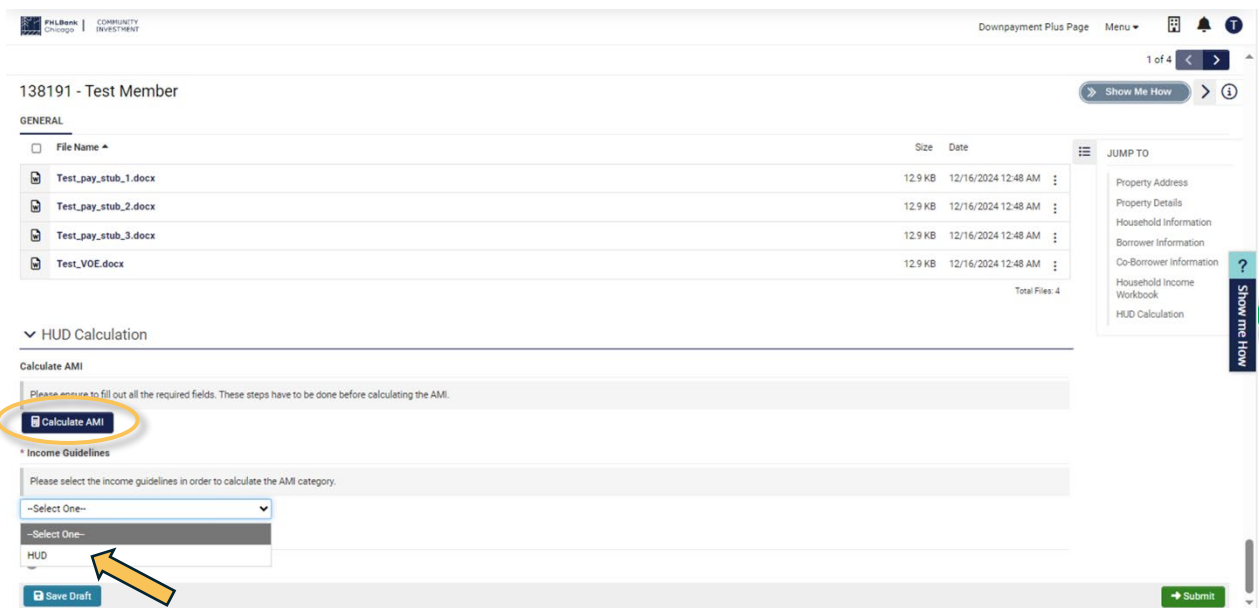 FHLBank Chicago | COMMUNITY INVESTMENT
Downpayment Plus Page Menu T
1 of 4
138191 - Test Member
Show Me How
GENERAL
File Name Size Date
Test_pay_stub_1.docx 12.9 KB 12/16/2024 12:48 AM
Test_pay_stub_2.docx 12.9 KB 12/16/2024 12:48 AM
Test_pay_stub_3.docx 12.9 KB 12/16/2024 12:48 AM
Test_VOE.docx 12.9 KB 12/16/2024 12:48 AM
Total Files: 4
JUMP TO
Property Address
Property Details
Household Information
Borrower Information
Co-Borrower Information
Household Income
Workbook
HUD Calculation
? Show me How
HUD Calculation
Calculate AMI
Please ensure to fill out all the required fields. These steps have to be done before calculating the AMI.
Calculate AMI
* Income Guidelines
Please select the income guidelines in order to calculate the AMI category.
--Select One--
--Select One--
HUD
Save Draft
Submit